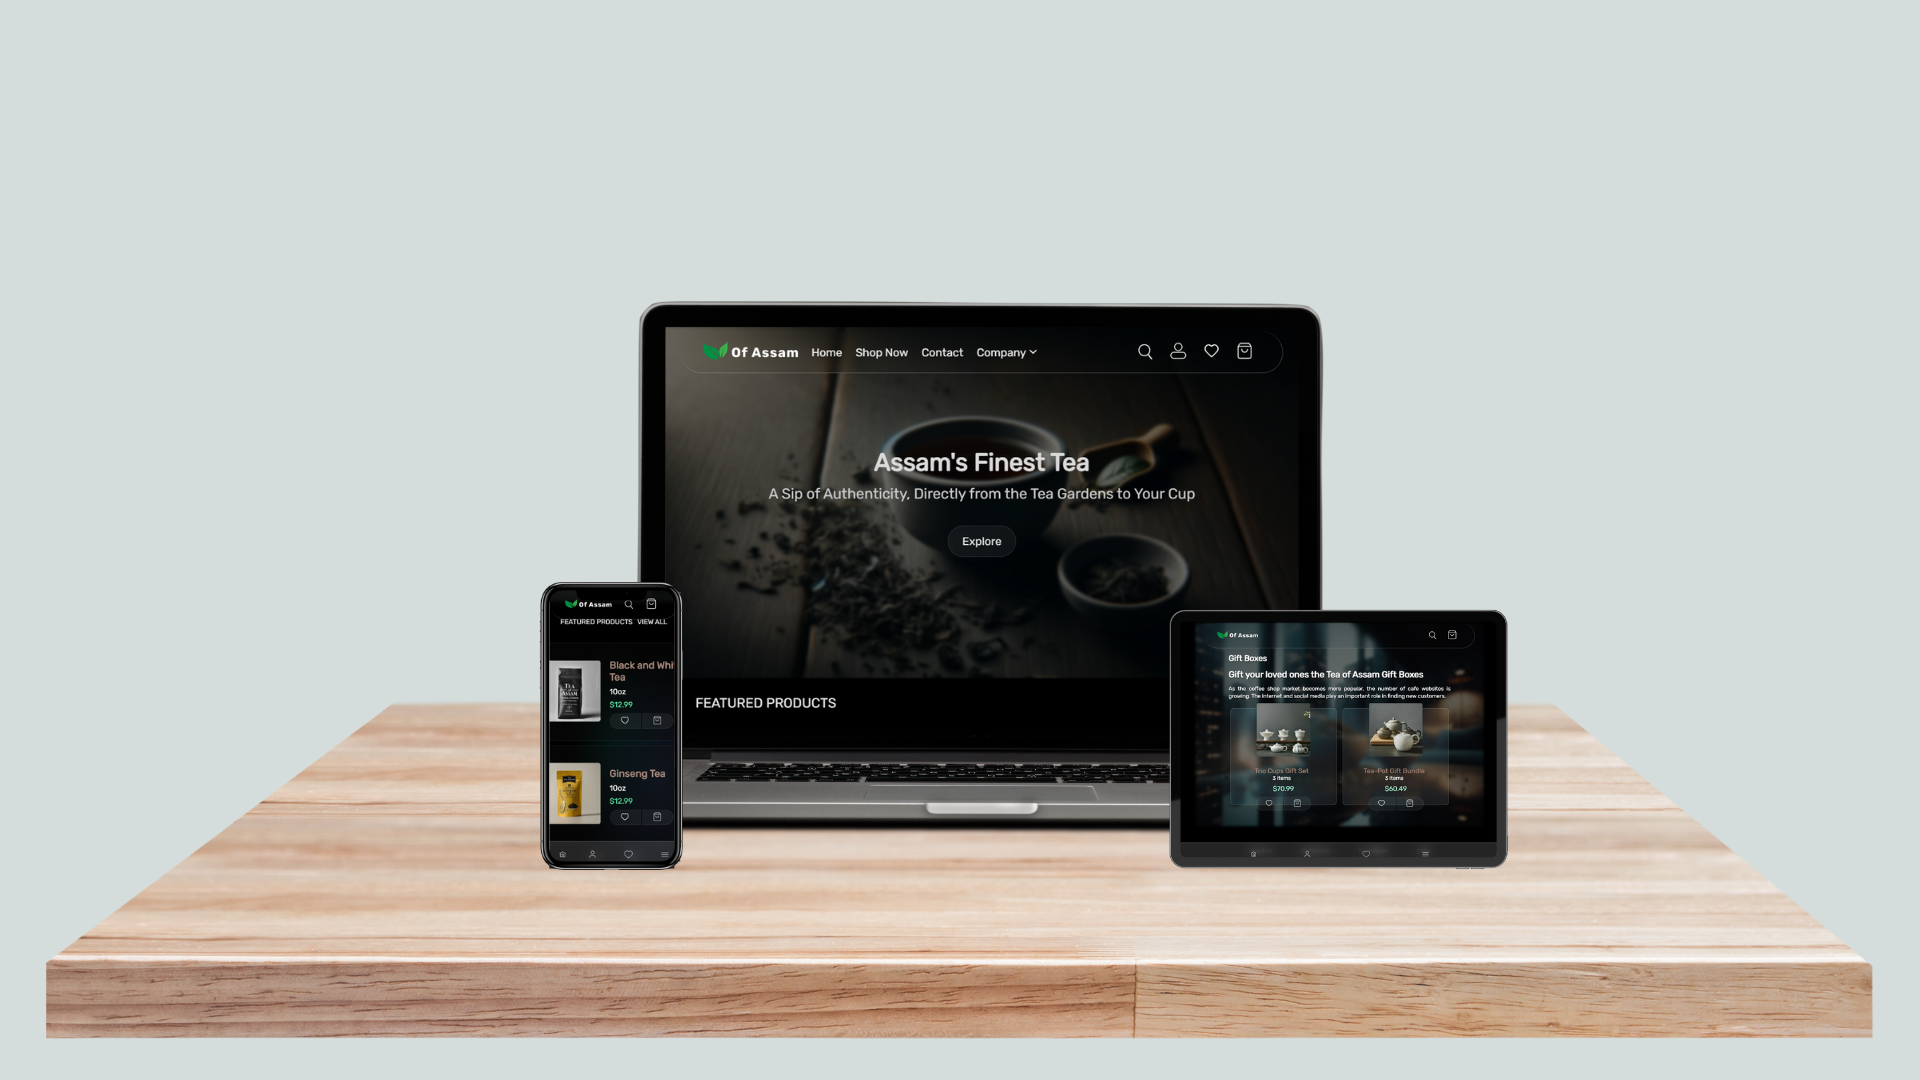 Of Assam Home Shop Now Contact Company
Assam's Finest Tea
A Sip of Authenticity, Directly from the Tea Gardens to Your Cup
Explore
FEATURED PRODUCTS
Of Assam
FEATURED PRODUCTS VIEW ALL
Black and Whi
Tea
10oz
$12.99
TEA
ASSAM
Ginseng Tea
10oz
$12.99
Of Assam
Gift Boxes
Gift your loved ones the Tea of Assam Gift Boxes
As the coffee shop market becomes more popular, the number of cafe websites is
growing. The internet and social media play an important role in finding new customers.
Trio Cups Gift Set
3 Items
$70.99
Tea-Pot Gift Bundle
3 Items
$60.49